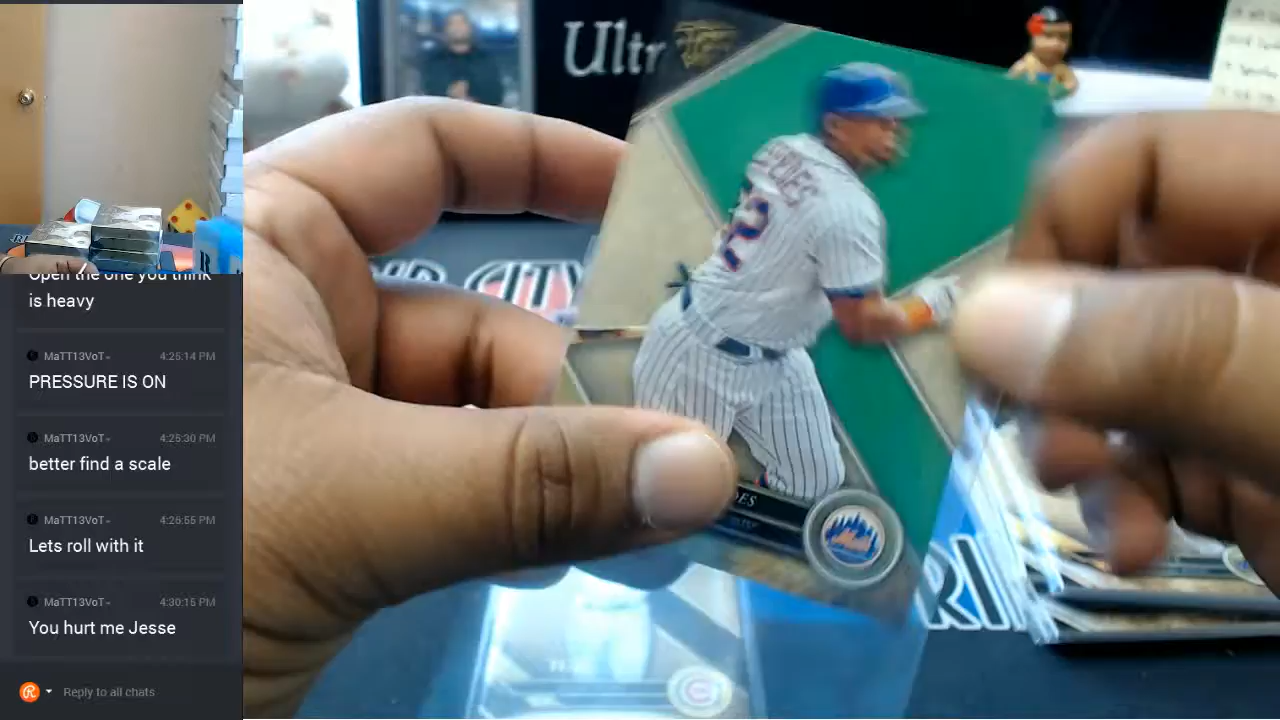 Open the one you think
is heavy
MaTT13VoT
4:25:14 PM
PRESSURE IS ON
MaTT13VoT
4:25:30 PM
better find a scale
MaTT13VoT
4:26:55 PM
Lets roll with it
MaTT13VoT
4:30:15 PM
You hurt me Jesse
Reply to all chats
Ultr
RI